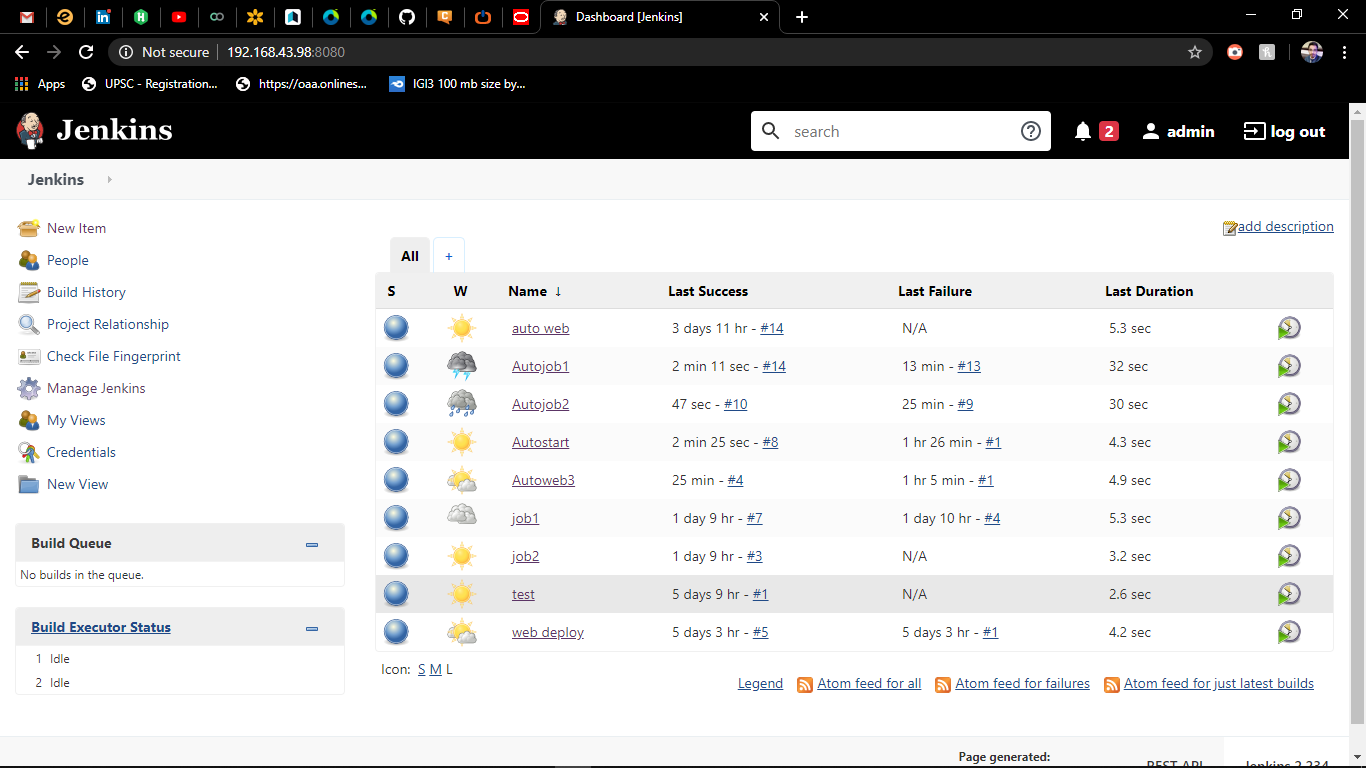 Dashboard [Jenkins]
Not secure 192.168.43.98:8080
Apps UPSC - Registration... https://oaa.onlines... IGI3 100 mb size by...
Jenkins search 2 admin log out
Jenkins
New Item
People
Build History
Project Relationship
Check File Fingerprint
Manage Jenkins
My Views
Credentials
New View
Build Queue
No builds in the queue.
Build Executor Status
1 Idle
2 Idle
add description
All +
S W Name ↓ Last Success Last Failure Last Duration
auto web 3 days 11 hr - #14 N/A 5.3 sec
Autojob1 2 min 11 sec - #14 13 min - #13 32 sec
Autojob2 47 sec - #10 25 min - #9 30 sec
Autostart 2 min 25 sec - #8 1 hr 26 min - #1 4.3 sec
Autoweb3 25 min - #4 1 hr 5 min - #1 4.9 sec
job1 1 day 9 hr - #7 1 day 10 hr - #4 5.3 sec
job2 1 day 9 hr - #3 N/A 3.2 sec
test 5 days 9 hr - #1 N/A 2.6 sec
web deploy 5 days 3 hr - #5 5 days 3 hr - #1 4.2 sec
Icon: S M L
Legend Atom feed for all Atom feed for failures Atom feed for just latest builds
Page generated:
REST API Jenkins 2.234